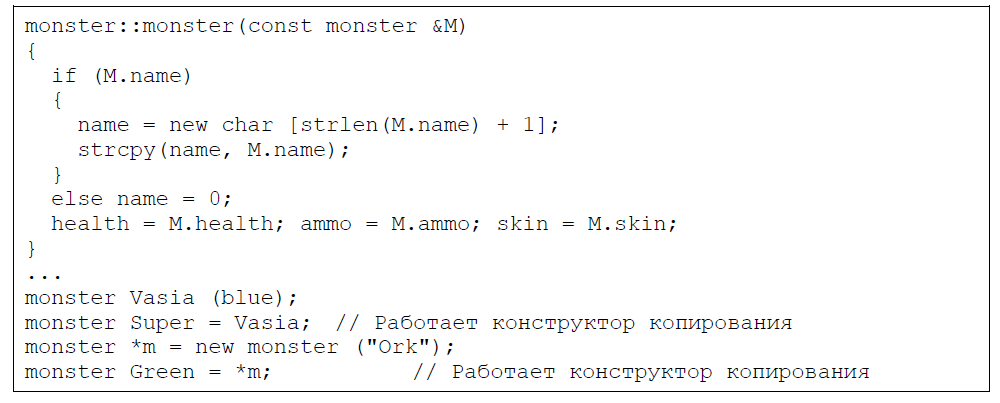 monster::monster(const monster &M)
{
  if (M.name)
  {
    name = new char [strlen(M.name) + 1];
    strcpy(name, M.name);
  }
  else name = 0;
  health = M.health; ammo = M.ammo; skin = M.skin;
}
...
monster Vasia (blue);
monster Super = Vasia;  // Работает конструктор копирования
monster *m = new monster ("Ork");
monster Green = *m;           // Работает конструктор копирования